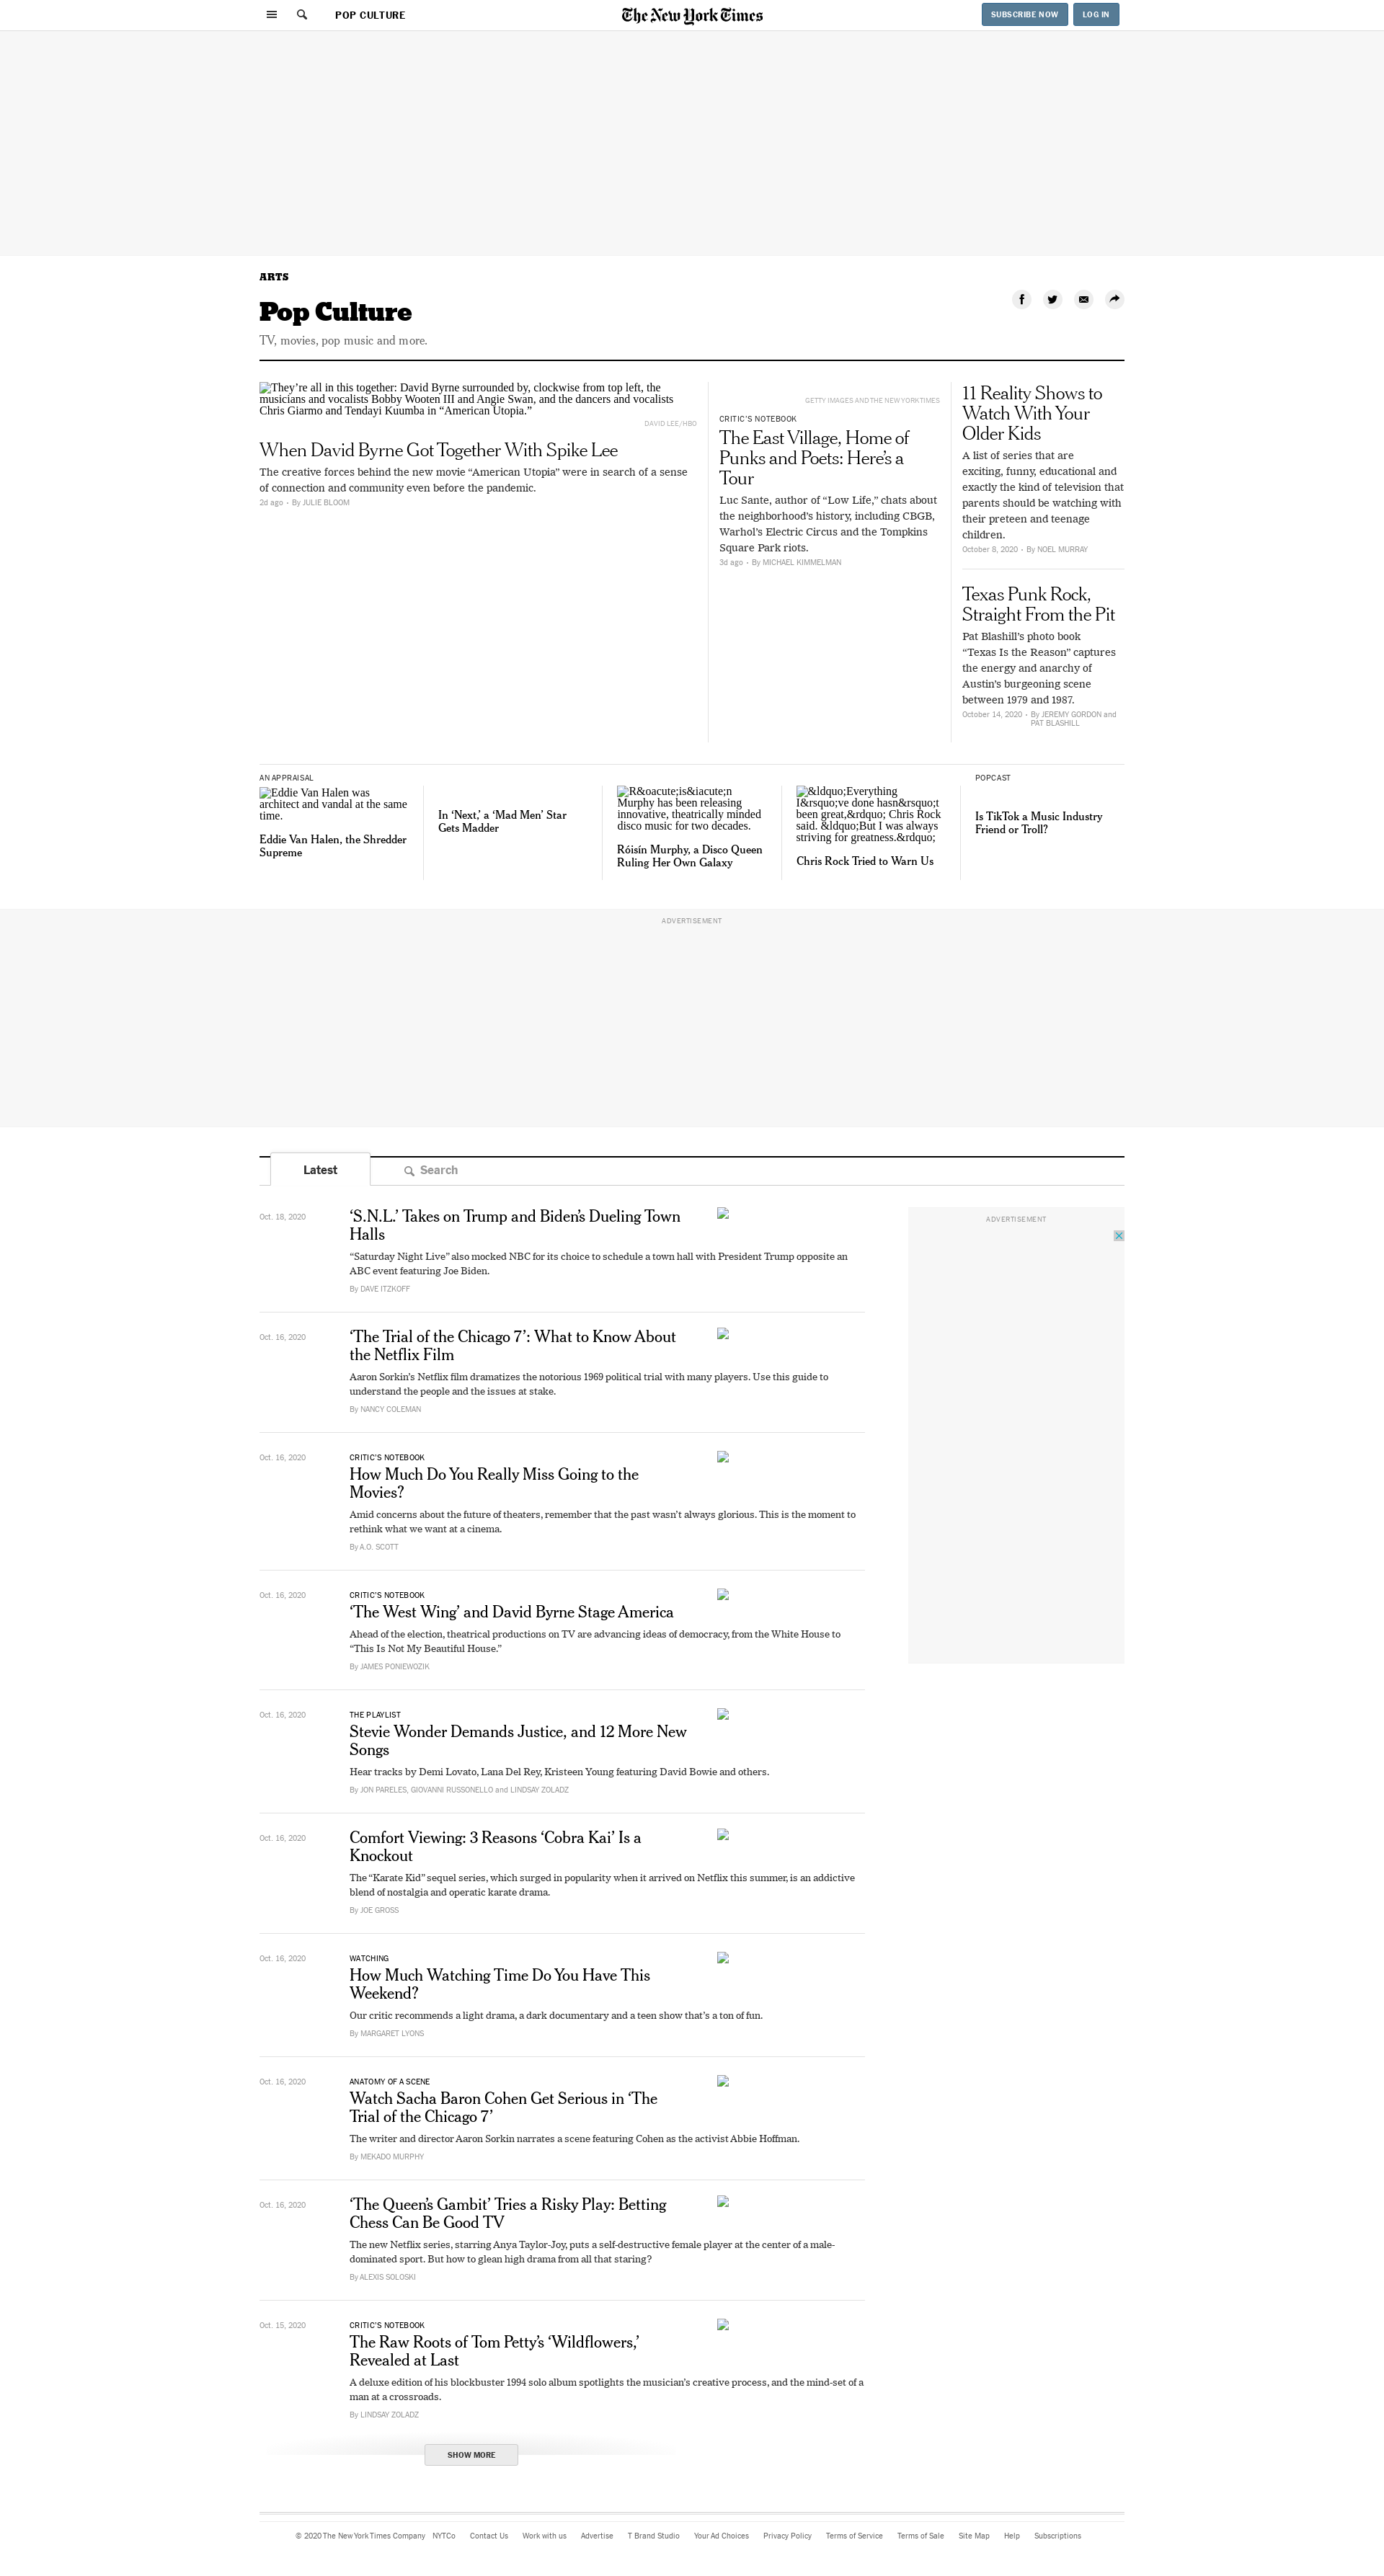 POP CULTURE
The New York Times
SUBSCRIBE NOW
LOG IN
ARTS
Pop Culture
TV, movies, pop music and more.
They’re all in this together: David Byrne surrounded by, clockwise from top left, the
musicians and vocalists Bobby Wooten III and Angie Swan, and the dancers and vocalists
Chris Giarmo and Tendayi Kuumba in “American Utopia.”
DAVID LEE/HBO
When David Byrne Got Together With Spike Lee
The creative forces behind the new movie “American Utopia” were in search of a sense
of connection and community even before the pandemic.
2d ago • By JULIE BLOOM
GETTY IMAGES AND THE NEW YORK TIMES
CRITIC’S NOTEBOOK
The East Village, Home of
Punks and Poets: Here’s a
Tour
Luc Sante, author of “Low Life,” chats about
the neighborhood’s history, including CBGB,
Warhol’s Electric Circus and the Tompkins
Square Park riots.
3d ago • By MICHAEL KIMMELMAN
11 Reality Shows to
Watch With Your
Older Kids
A list of series that are
exciting, funny, educational and
exactly the kind of television that
parents should be watching with
their preteen and teenage
children.
October 8, 2020 • By NOEL MURRAY
Texas Punk Rock,
Straight From the Pit
Pat Blashill’s photo book
“Texas Is the Reason” captures
the energy and anarchy of
Austin’s burgeoning scene
between 1979 and 1987.
October 14, 2020 • By JEREMY GORDON and
PAT BLASHILL
AN APPRAISAL
Eddie Van Halen was
architect and vandal at the same
time.
Eddie Van Halen, the Shredder
Supreme
In ‘Next,’ a ‘Mad Men’ Star
Gets Madder
R&oacute;is&iacute;n
Murphy has been releasing
innovative, theatrically minded
disco music for two decades.
Róisín Murphy, a Disco Queen
Ruling Her Own Galaxy
&ldquo;Everything
I&rsquo;ve done hasn&rsquo;t
been great,&rdquo; Chris Rock
said. &ldquo;But I was always
striving for greatness.&rdquo;
Chris Rock Tried to Warn Us
POPCAST
Is TikTok a Music Industry
Friend or Troll?
ADVERTISEMENT
Latest
Search
ADVERTISEMENT
Oct. 18, 2020
‘S.N.L.’ Takes on Trump and Biden’s Dueling Town
Halls
“Saturday Night Live” also mocked NBC for its choice to schedule a town hall with President Trump opposite an
ABC event featuring Joe Biden.
By DAVE ITZKOFF
Oct. 16, 2020
‘The Trial of the Chicago 7’: What to Know About
the Netflix Film
Aaron Sorkin’s Netflix film dramatizes the notorious 1969 political trial with many players. Use this guide to
understand the people and the issues at stake.
By NANCY COLEMAN
Oct. 16, 2020
CRITIC’S NOTEBOOK
How Much Do You Really Miss Going to the
Movies?
Amid concerns about the future of theaters, remember that the past wasn’t always glorious. This is the moment to
rethink what we want at a cinema.
By A.O. SCOTT
Oct. 16, 2020
CRITIC’S NOTEBOOK
‘The West Wing’ and David Byrne Stage America
Ahead of the election, theatrical productions on TV are advancing ideas of democracy, from the White House to
“This Is Not My Beautiful House.”
By JAMES PONIEWOZIK
Oct. 16, 2020
THE PLAYLIST
Stevie Wonder Demands Justice, and 12 More New
Songs
Hear tracks by Demi Lovato, Lana Del Rey, Kristeen Young featuring David Bowie and others.
By JON PARELES, GIOVANNI RUSSONELLO and LINDSAY ZOLADZ
Oct. 16, 2020
Comfort Viewing: 3 Reasons ‘Cobra Kai’ Is a
Knockout
The “Karate Kid” sequel series, which surged in popularity when it arrived on Netflix this summer, is an addictive
blend of nostalgia and operatic karate drama.
By JOE GROSS
Oct. 16, 2020
WATCHING
How Much Watching Time Do You Have This
Weekend?
Our critic recommends a light drama, a dark documentary and a teen show that’s a ton of fun.
By MARGARET LYONS
Oct. 16, 2020
ANATOMY OF A SCENE
Watch Sacha Baron Cohen Get Serious in ‘The
Trial of the Chicago 7’
The writer and director Aaron Sorkin narrates a scene featuring Cohen as the activist Abbie Hoffman.
By MEKADO MURPHY
Oct. 16, 2020
‘The Queen’s Gambit’ Tries a Risky Play: Betting
Chess Can Be Good TV
The new Netflix series, starring Anya Taylor-Joy, puts a self-destructive female player at the center of a male-
dominated sport. But how to glean high drama from all that staring?
By ALEXIS SOLOSKI
Oct. 15, 2020
CRITIC’S NOTEBOOK
The Raw Roots of Tom Petty’s ‘Wildflowers,’
Revealed at Last
A deluxe edition of his blockbuster 1994 solo album spotlights the musician’s creative process, and the mind-set of a
man at a crossroads.
By LINDSAY ZOLADZ
SHOW MORE
© 2020 The New York Times Company NYTCo Contact Us Work with us Advertise T Brand Studio Your Ad Choices Privacy Policy Terms of Service Terms of Sale Site Map Help Subscriptions